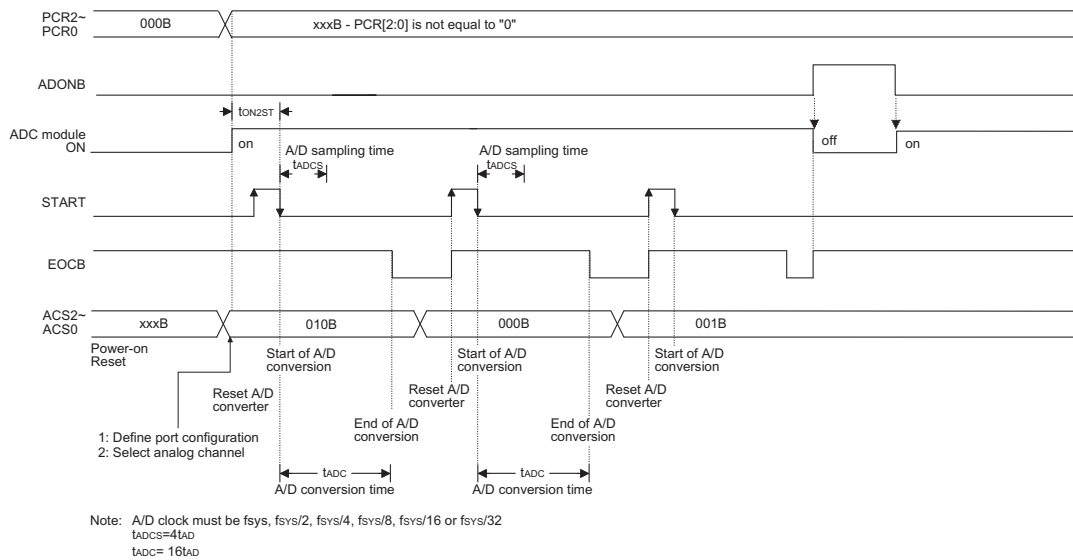 PCR2~
PCR0
000B
xxxB - PCR[2:0] is not equal to "0"
ADONB
tON2ST
ADC module
ON
on
off
on
A/D sampling time
tADCS
A/D sampling time
tADCS
START
EOCB
ACS2~
ACS0
xxxB
010B
000B
001B
Power-on
Reset
Start of A/D
conversion
Start of A/D
conversion
Start of A/D
conversion
Reset A/D
converter
Reset A/D
converter
Reset A/D
converter
End of A/D
conversion
End of A/D
conversion
1: Define port configuration
2: Select analog channel
tADC
A/D conversion time
tADC
A/D conversion time
Note: A/D clock must be fsys, fSYS/2, fSYS/4, fSYS/8, fSYS/16 or fSYS/32
tADCS=4tAD
tADC= 16tAD